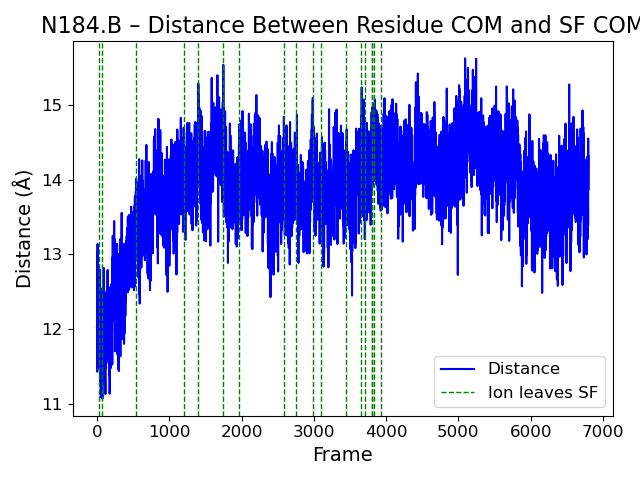 N184.B – Distance Between Residue COM and SF COM
Distance (Å)
15
14
13
12
11
Distance
Ion leaves SF
0 1000 2000 3000 4000 5000 6000 7000
Frame